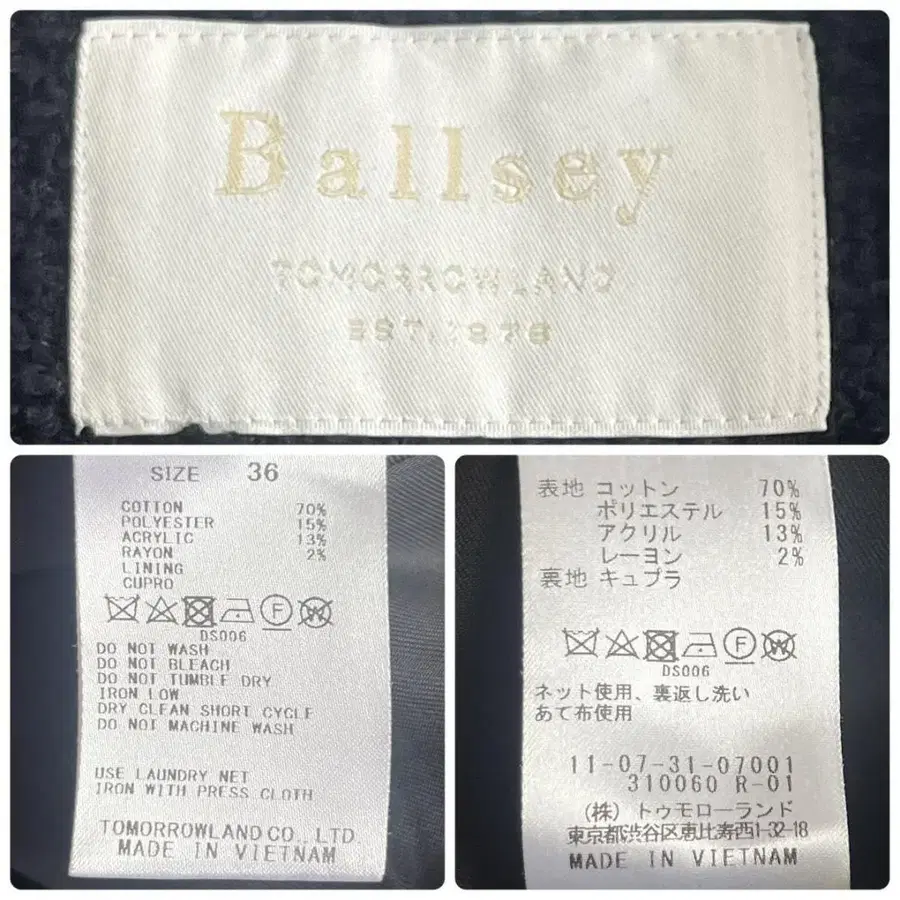 Ballsey
TOMORROWLAND
SIZE 36
COTTON 70%
POLYESTER 15%
ACRYLIC 13%
RAYON 2%
LINING
CUPRO
F W
DS006
DO NOT WASH
DO NOT BLEACH
DO NOT TUMBLE DRY
IRON LOW
DRY CLEAN SHORT CYCLE
DO NOT MACHINE WASH
USE LAUNDRY NET
IRON WITH PRESS CLOTH
TOMORROWLAND CO., LTD
MADE IN VIETNAM
表地 コットン 70%
ポリエステル 15%
アクリル 13%
レーヨン 2%
裏地 キュプラ
F W
DS006
ネット使用、裏返し洗い
あて布使用
11-07-31-07001
310060 R-01
(株) トゥモローランド
東京都渋谷区恵比寿西1-32-18
MADE IN VIETNAM